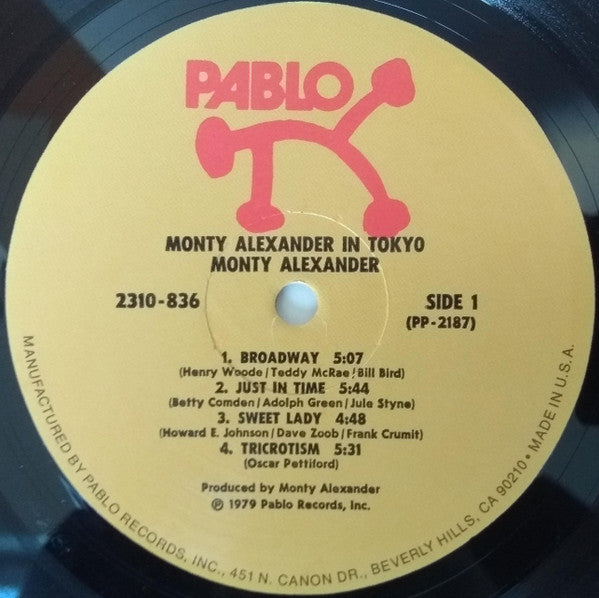 PABLO
MONTY ALEXANDER IN TOKYO
MONTY ALEXANDER
2310-836
SIDE 1
(PP-2187)
1. BROADWAY 5:07
(Henry Woode/Teddy McRae/Bill Bird)
2. JUST IN TIME 5:44
(Betty Comden/Adolph Green/Jule Styne)
3. SWEET LADY 4:48
(Howard E. Johnson/Dave Zoob/Frank Crumit)
4. TRICROTISM 5:31
(Oscar Pettiford)
Produced by Monty Alexander
℗ 1979 Pablo Records, Inc.
MANUFACTURED BY PABLO RECORDS, INC., 451 N. CANON DR., BEVERLY HILLS, CA 90210 • MADE IN U.S.A.